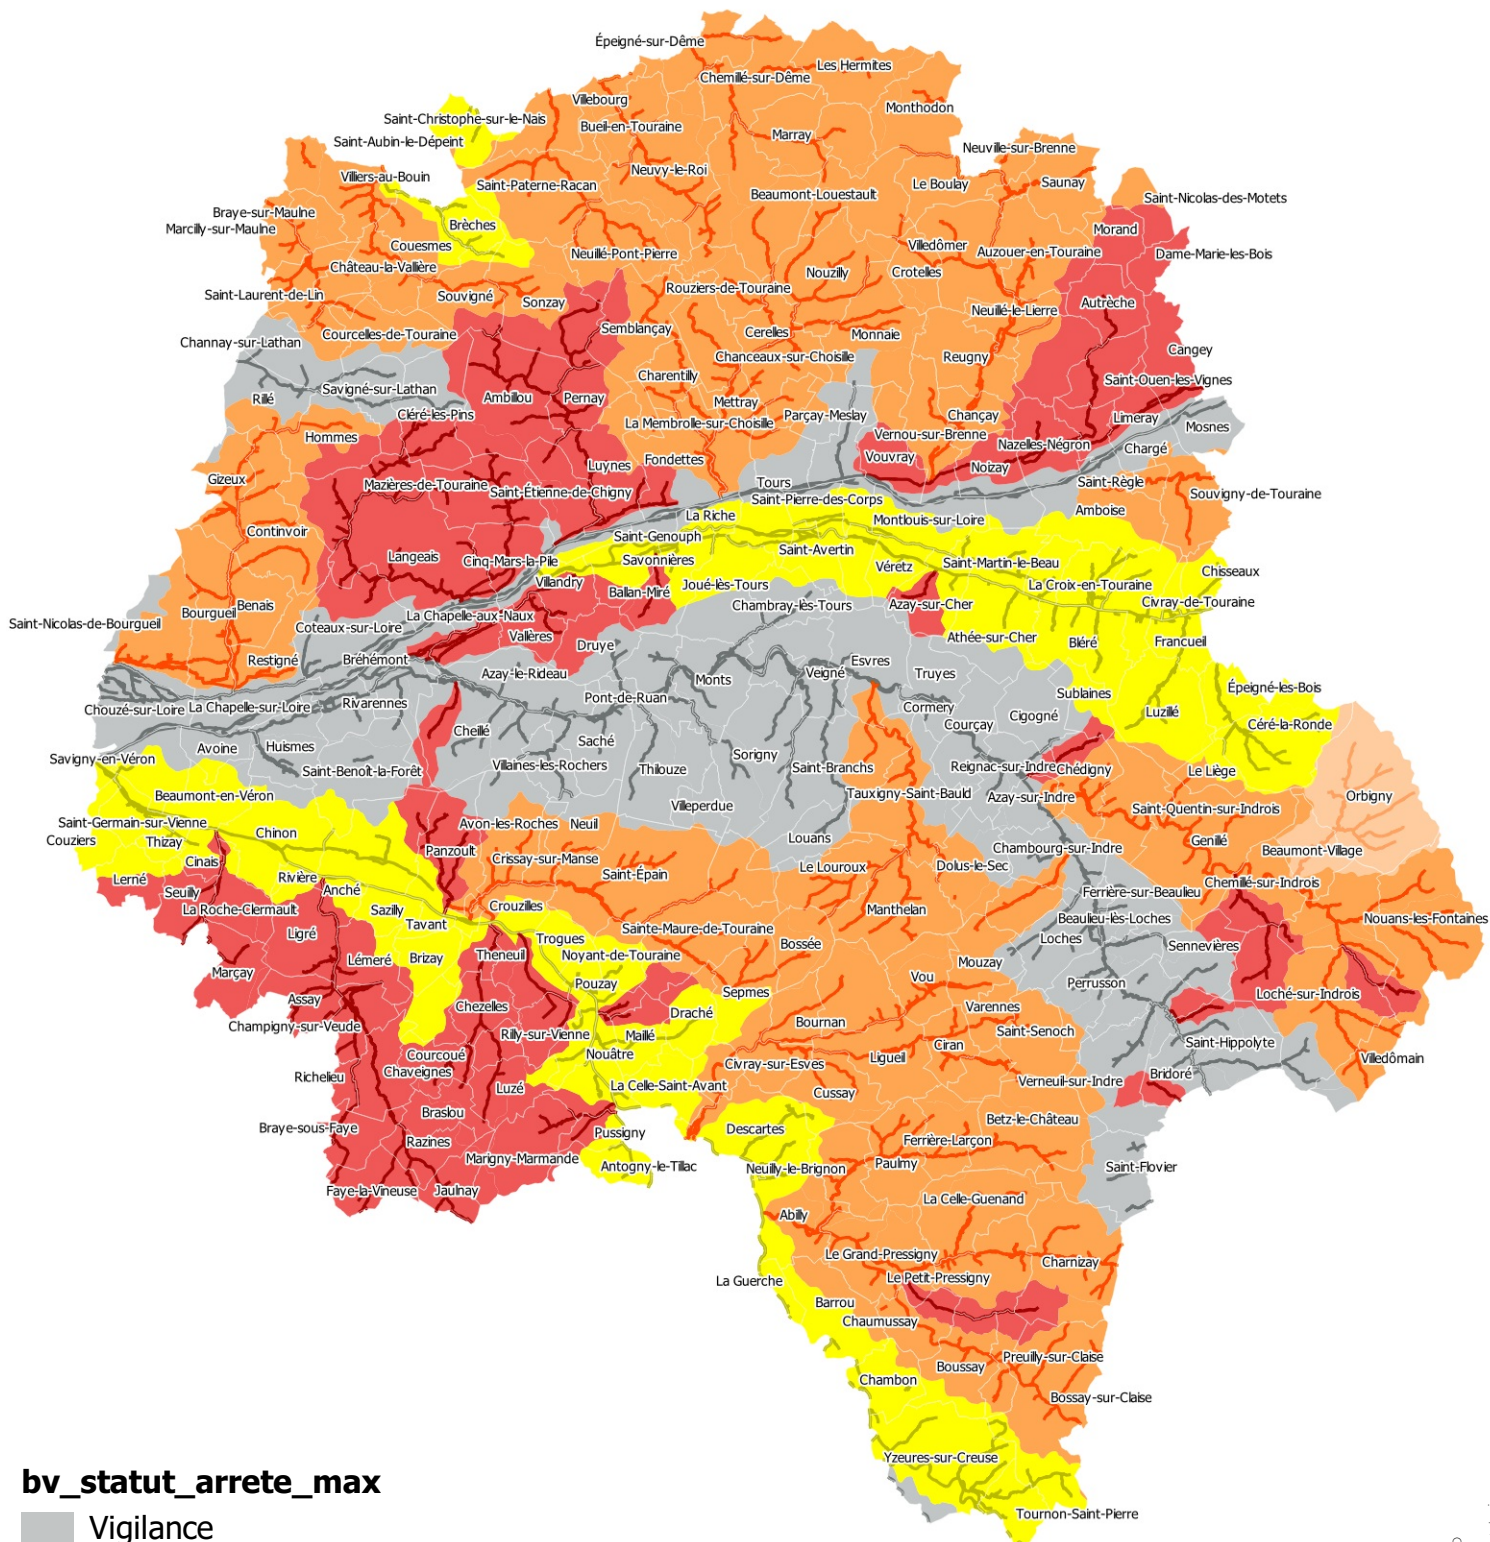 Épeigné-sur-Dême
Les Hermites
Chemillé-sur-Dême
Villebourg
Monthodon
Saint-Christophe-sur-le-Nais
Bueil-en-Touraine
Marray
Saint-Aubin-le-Dépeint
Neuville-sur-Brenne
Neuvy-le-Roi
Villiers-au-Bouin
Saint-Paterne-Racan
Le Boulay
Saunay
Beaumont-Louestault
Saint-Nicolas-des-Motets
Braye-sur-Maulne
Marcilly-sur-Maulne
Brèches
Morand
Couesmes
Villedômer
Auzouer-en-Touraine
Neuillé-Pont-Pierre
Dame-Marie-les-Bois
Château-la-Vallière
Nouzilly
Crotelles
Rouziers-de-Touraine
Saint-Laurent-de-Lin
Souvigné
Sonzay
Autrèche
Neuillé-le-Lierre
Semblançay
Cerelles
Monnaie
Courcelles-de-Touraine
Channay-sur-Lathan
Chanceaux-sur-Choisille
Reugny
Cangey
Charentilly
Saint-Ouen-les-Vignes
Savigné-sur-Lathan
Rillé
Ambillou
Pernay
Mettray
Cléré-les-Pins
Parçay-Meslay
Chançay
Limeray
La Membrolle-sur-Choisille
Mosnes
Hommes
Vernou-sur-Brenne
Nazelles-Négron
Chargé
Luynes
Fondettes
Vouvray
Noizay
Gizeux
Mazières-de-Touraine
Saint-Étienne-de-Chigny
Tours
Saint-Règle
Souvigny-de-Touraine
Saint-Pierre-des-Corps
Amboise
La Riche
Montlouis-sur-Loire
Continvoir
Saint-Genouph
Saint-Avertin
Langeais
Cinq-Mars-la-Pile
Savonnières
Véretz
Saint-Martin-le-Beau
Chisseaux
Villandry
Ballan-Miré
Joué-lès-Tours
La Croix-en-Touraine
Bourgueil
Benais
Chambray-lès-Tours
Azay-sur-Cher
Civray-de-Touraine
Saint-Nicolas-de-Bourgueil
La Chapelle-aux-Naux
Coteaux-sur-Loire
Vallères
Druye
Athée-sur-Cher
Bléré
Francueil
Restigné
Bréhémont
Azay-le-Rideau
Esvres
Truyes
Veigné
Monts
Pont-de-Ruan
Sublaines
Épeigné-les-Bois
Chouzé-sur-Loire
La Chapelle-sur-Loire
Rivarennes
Cormery
Cigogné
Luzillé
Céré-la-Ronde
Cheillé
Courçay
Avoine
Huismes
Saché
Savigny-en-Véron
Sorigny
Saint-Benoît-la-Forêt
Villaines-les-Rochers
Thilouze
Saint-Branchs
Reignac-sur-Indre
Chédigny
Le Liège
Beaumont-en-Véron
Villeperdue
Tauxigny-Saint-Bauld
Azay-sur-Indre
Orbigny
Saint-Quentin-sur-Indrois
Saint-Germain-sur-Vienne
Avon-les-Roches
Neuil
Couziers
Thizay
Chinon
Louans
Genillé
Cinais
Panzoult
Crissay-sur-Manse
Chambourg-sur-Indre
Beaumont-Village
Lerné
Rivière
Saint-Épain
Le Louroux
Dolus-le-Sec
Seuilly
Anché
Ferrière-sur-Beaulieu
Chemillé-sur-Indrois
La Roche-Clermault
Sazilly
Crouzilles
Manthelan
Beaulieu-lès-Loches
Nouans-les-Fontaines
Ligré
Tavant
Sainte-Maure-de-Touraine
Trogues
Bossée
Loches
Sennevières
Lémeré
Brizay
Theneuil
Noyant-de-Touraine
Mouzay
Marçay
Pouzay
Vou
Perrusson
Assay
Chezelles
Sepmes
Loché-sur-Indrois
Champigny-sur-Veude
Draché
Varennes
Rilly-sur-Vienne
Maillé
Bournan
Saint-Senoch
Saint-Hippolyte
Courcoué
Nouâtre
Ciran
Ligueil
Villedômain
Richelieu
Chaveignes
Civray-sur-Esves
Bridoré
Luzé
La Celle-Saint-Avant
Verneuil-sur-Indre
Cussay
Braslou
Betz-le-Château
Braye-sous-Faye
Pussigny
Descartes
Razines
Ferrière-Larçon
Marigny-Marmande
Antogny-le-Tillac
Neuilly-le-Brignon
Paulmy
Saint-Flovier
Faye-la-Vineuse
Jaulnay
La Celle-Guenand
Abilly
Le Grand-Pressigny
Charnizay
La Guerche
Le Petit-Pressigny
Barrou
Chaumussay
Boussay
Preuilly-sur-Claise
Chambon
Bossay-sur-Claise
Yzeures-sur-Creuse
Tournon-Saint-Pierre
bv_statut_arrete_max
Vigilance